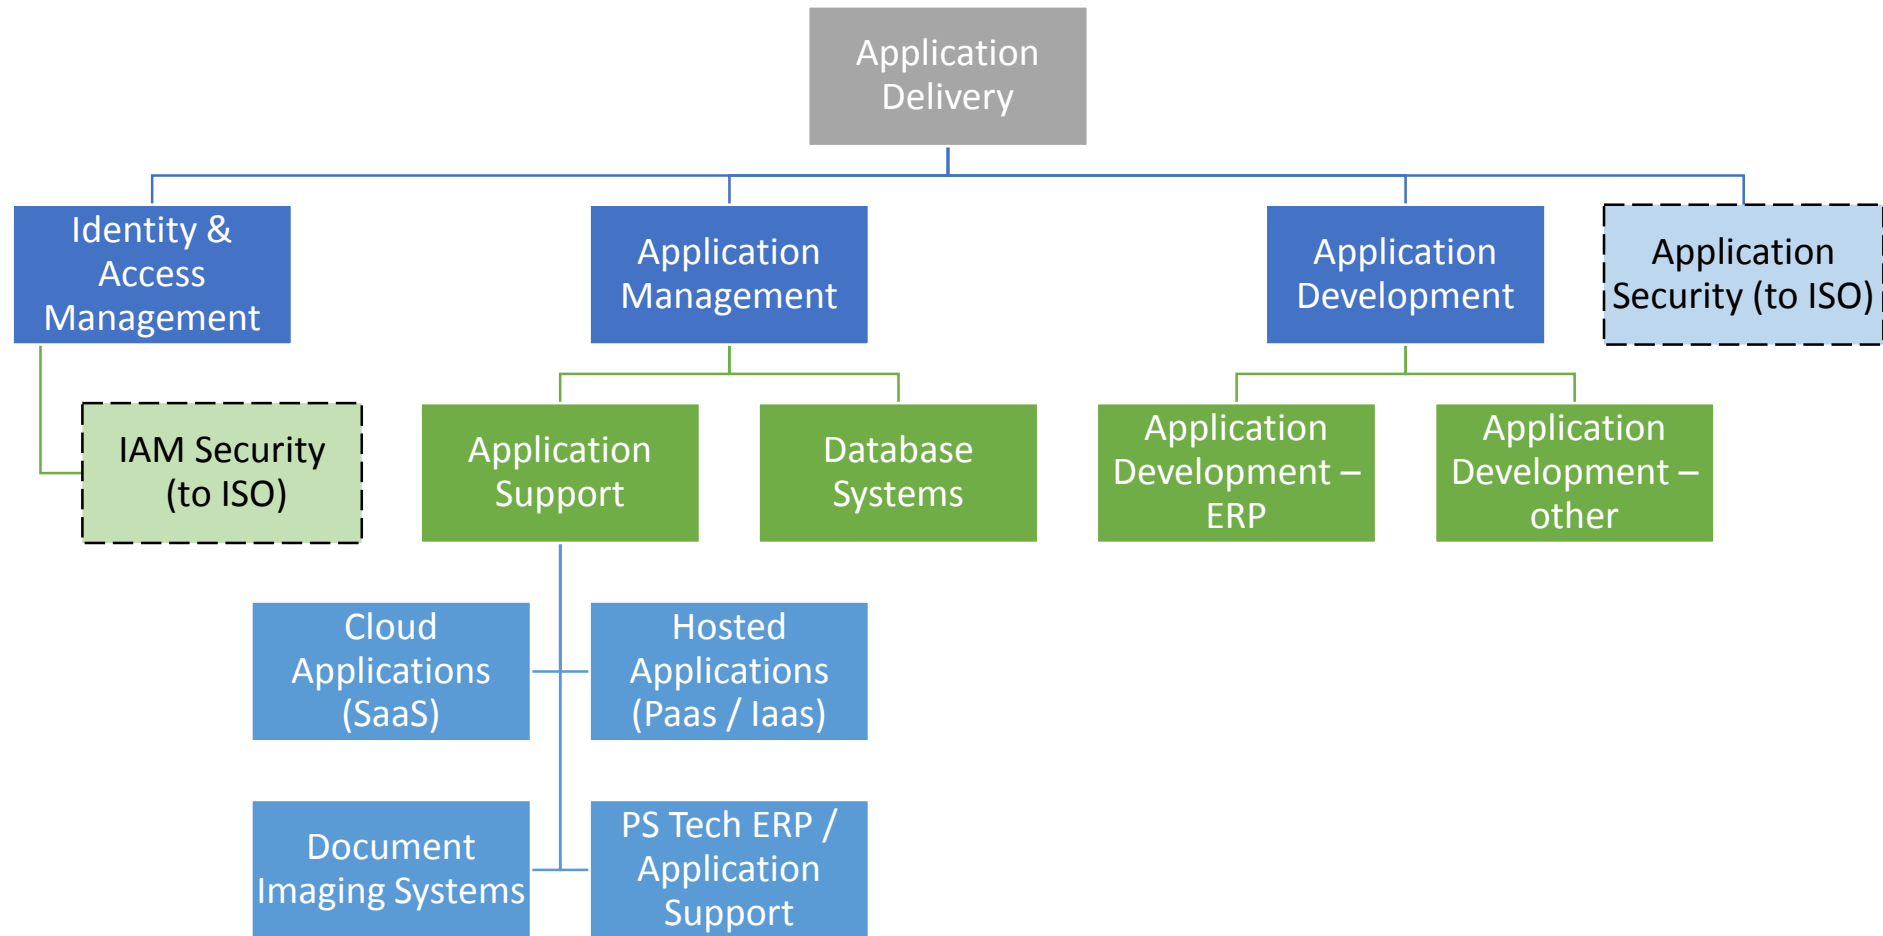 Application
Delivery
Identity &
Access
Management
Application
Management
Application
Development
Application
Security (to ISO)
IAM Security
(to ISO)
Application
Support
Database
Systems
Application
Development –
ERP
Application
Development –
other
Cloud
Applications
(SaaS)
Hosted
Applications
(Paas / Iaas)
Document
Imaging Systems
PS Tech ERP /
Application
Support